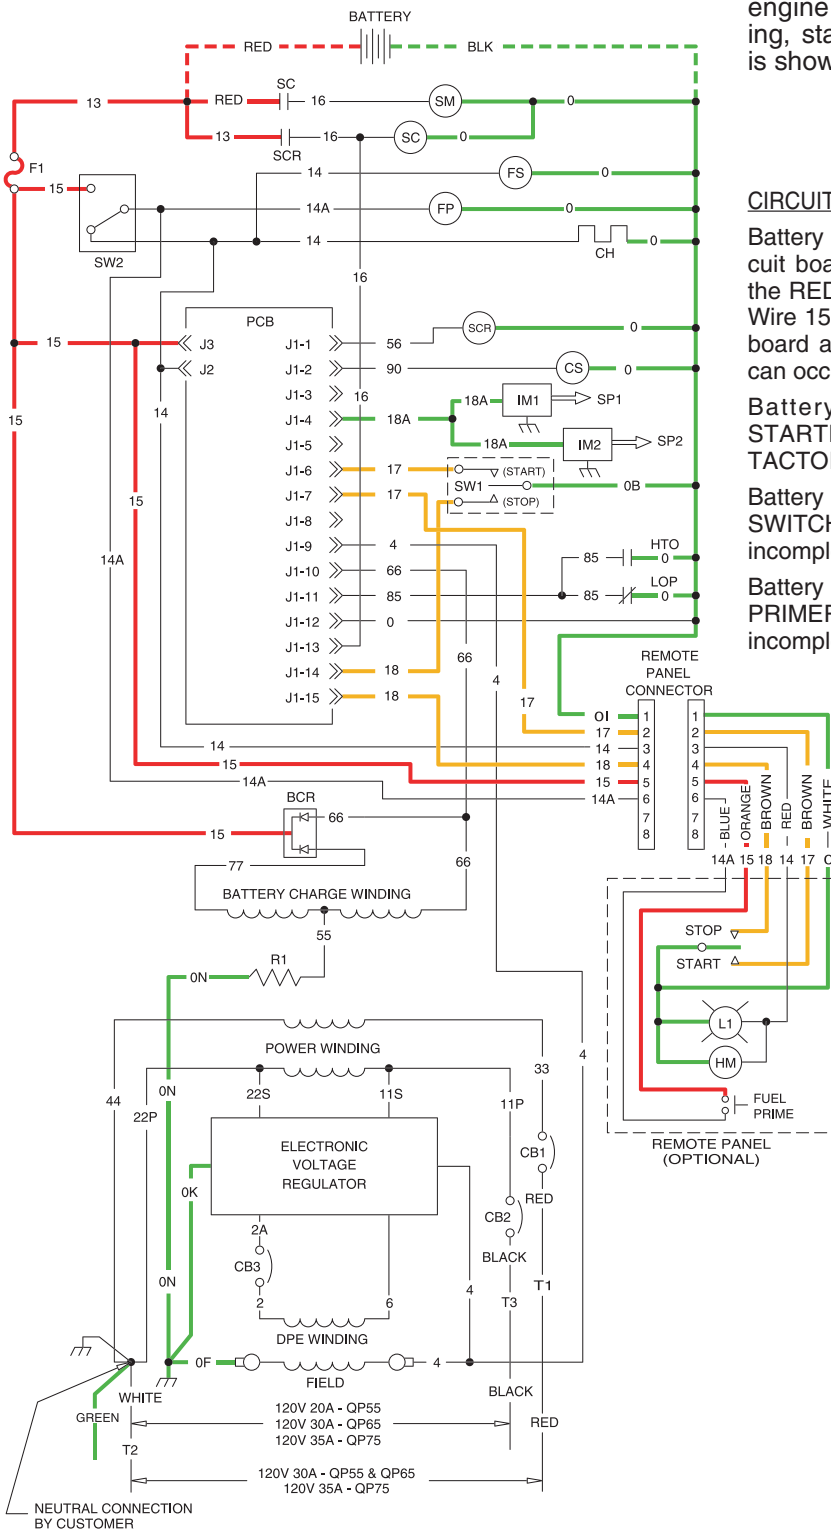 BATTERY
engine
ing, sta
is show
RED
BLK
SC
13
RED
16
SM
0
13
16
SC
0
SCR
F1
15
14
FS
0
14A
FP
0
SW2
14
CH
0
CIRCUIT
Battery
cuit boa
the RED
Wire 15
board a
can occ
Battery
STARTE
TACTO
Battery
SWITCH
incompl
Battery
PRIMER
incompl
16
PCB
15
J3
J2
J1-1
56
SCR
0
J1-2
90
CS
0
J1-3
16
J1-4
18A
18A
IM1
SP1
14
15
J1-5
18A
IM2
SP2
J1-6
17
(START)
SW1
0B
J1-7
17
(STOP)
15
J1-8
J1-9
4
HTO
85
0
14A
J1-10
66
J1-11
85
LOP
85
0
J1-12
0
J1-13
66
J1-14
18
4
J1-15
18
17
REMOTE
PANEL
CONNECTOR
OI
1
1
17
2
2
14
14
3
3
15
18
4
4
14A
15
5
5
14A
6
6
7
7
8
8
BLUE
ORANGE
BROWN
RED
BROWN
WHITE
14A
15
18
14
17
0
BCR
15
66
77
66
BATTERY CHARGE WINDING
55
R1
0N
STOP
START
L1
HM
FUEL
PRIME
REMOTE PANEL
(OPTIONAL)
POWER WINDING
33
4
44
22P
0N
22S
11S
11P
ELECTRONIC
VOLTAGE
REGULATOR
0K
CB1
RED
2A
CB2
CB3
BLACK
0N
2
6
4
T3
T1
DPE WINDING
0F
FIELD
4
WHITE
GREEN
BLACK
RED
120V 20A - QP55
120V 30A - QP65
120V 35A - QP75
T2
120V 30A - QP55 & QP65
120V 35A - QP75
NEUTRAL CONNECTION
BY CUSTOMER